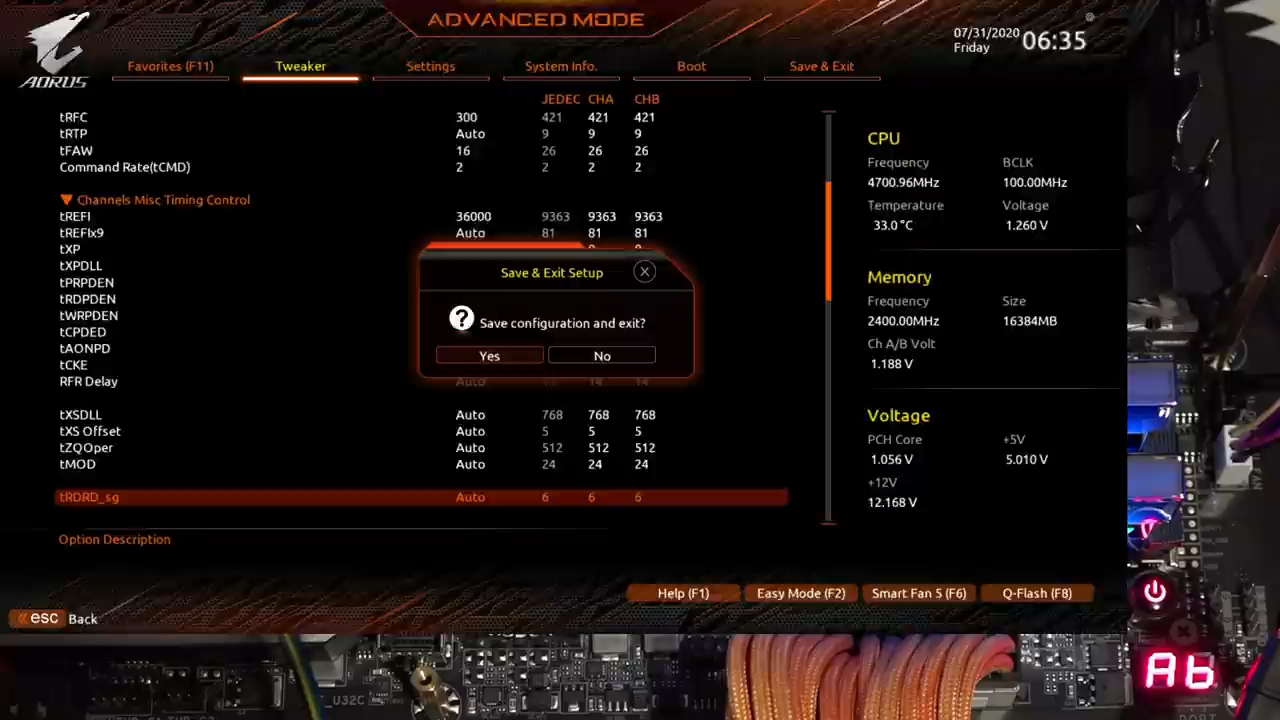 ADVANCED MODE
07/31/2020
Friday
06:35
AORUS
Favorites (F11) Tweaker Settings System Info. Boot Save & Exit
JEDEC CHA CHB
tRFC 300 421 421 421
tRTP Auto 9 9 9
tFAW 16 26 26 26
Command Rate(tCMD) 2 2 2 2
Channels Misc Timing Control
tREFI 36000 9363 9363 9363
tREFIx9 Auto 81 81 81
tXP
tXPDLL
tPRPDEN
tRDPDEN
tWRPDEN
tCPDED
tAONPD
tCKE
RFR Delay Auto 14 14
tXSDLL Auto 768 768 768
tXS Offset Auto 5 5 5
tZQOper Auto 512 512 512
tMOD Auto 24 24 24
tRDRD_sg Auto 6 6 6
Save & Exit Setup
Save configuration and exit?
Yes No
CPU
Frequency BCLK
4700.96MHz 100.00MHz
Temperature Voltage
33.0 °C 1.260 V
Memory
Frequency Size
2400.00MHz 16384MB
Ch A/B Volt
1.188 V
Voltage
PCH Core +5V
1.056 V 5.010 V
+12V
12.168 V
Option Description
Help (F1) Easy Mode (F2) Smart Fan 5 (F6) Q-Flash (F8)
esc Back
U32C
Ab